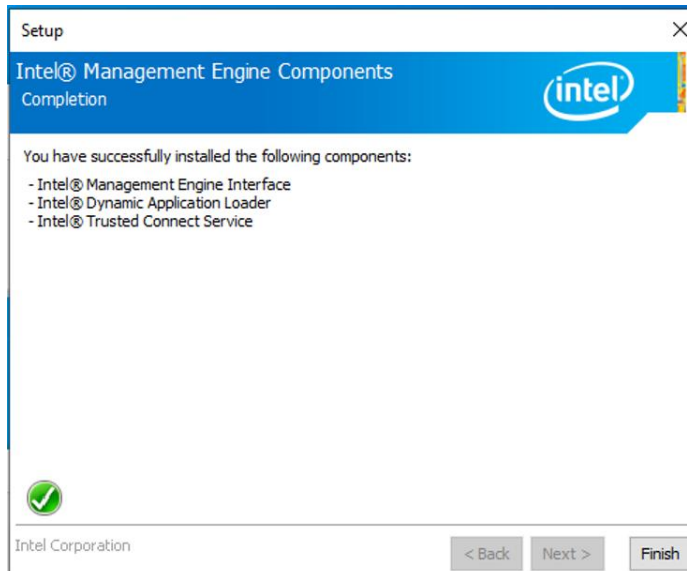 Setup
Intel® Management Engine Components
Completion
intel
You have successfully installed the following components:
- Intel® Management Engine Interface
- Intel® Dynamic Application Loader
- Intel® Trusted Connect Service
Intel Corporation
< Back Next > Finish